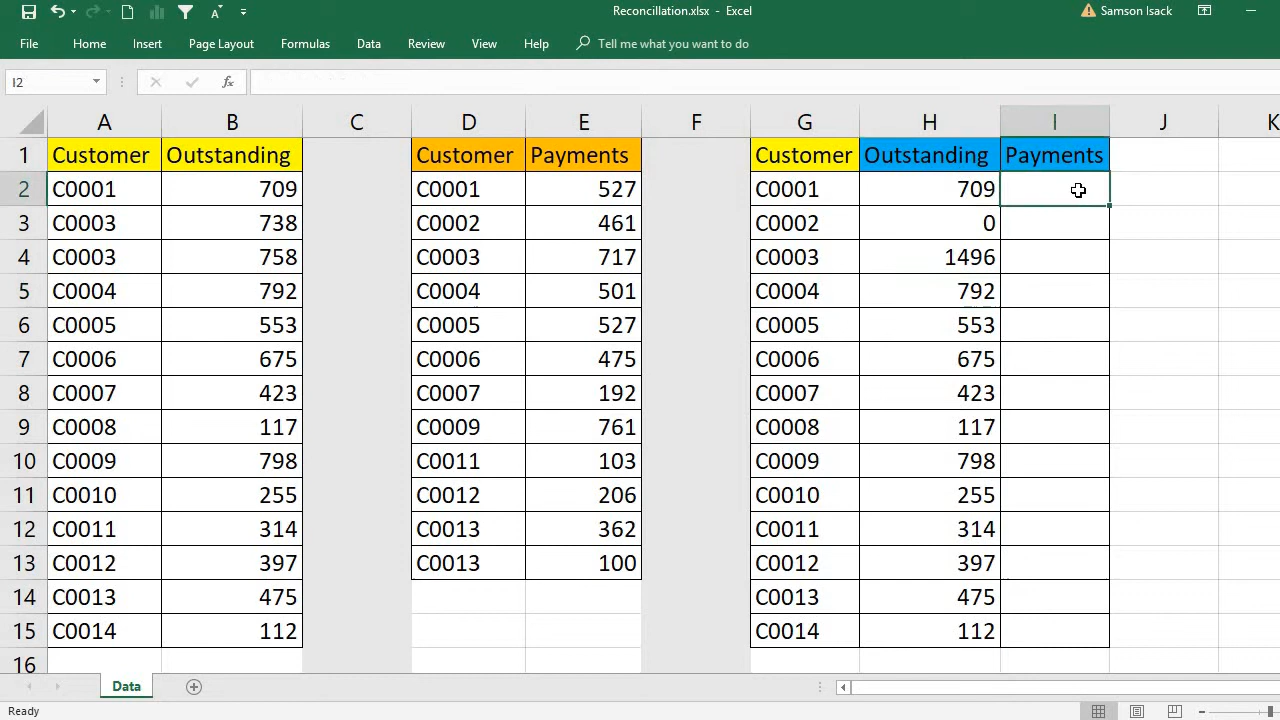 Reconcillation.xlsx - Excel
Samson Isack
File Home Insert Page Layout Formulas Data Review View Help Tell me what you want to do
I2 fx
A B C D E F G H I J K
1 Customer Outstanding Customer Payments Customer Outstanding Payments
2 C0001 709 C0001 527 C0001 709
3 C0003 738 C0002 461 C0002 0
4 C0003 758 C0003 717 C0003 1496
5 C0004 792 C0004 501 C0004 792
6 C0005 553 C0005 527 C0005 553
7 C0006 675 C0006 475 C0006 675
8 C0007 423 C0007 192 C0007 423
9 C0008 117 C0009 761 C0008 117
10 C0009 798 C0011 103 C0009 798
11 C0010 255 C0012 206 C0010 255
12 C0011 314 C0013 362 C0011 314
13 C0012 397 C0013 100 C0012 397
14 C0013 475 C0013 475
15 C0014 112 C0014 112
16
Data
Ready